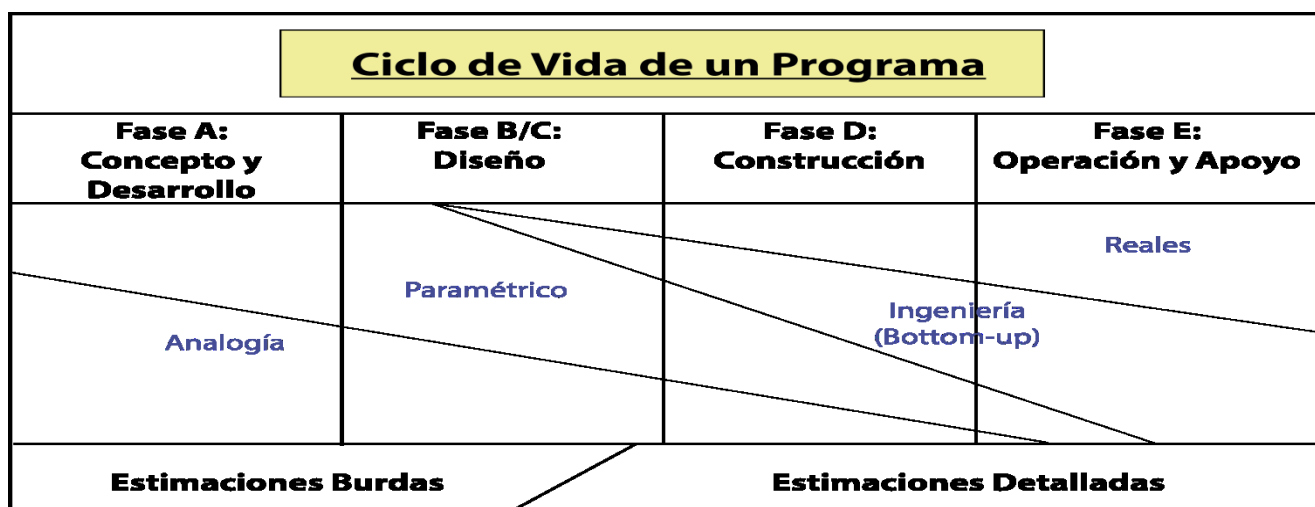 Ciclo de Vida de un Programa
Fase A:
Concepto y
Desarrollo
Fase B/C:
Diseño
Fase D:
Construcción
Fase E:
Operación y Apoyo
Analogía
Paramétrico
Ingeniería
(Bottom-up)
Reales
Estimaciones Burdas
Estimaciones Detalladas